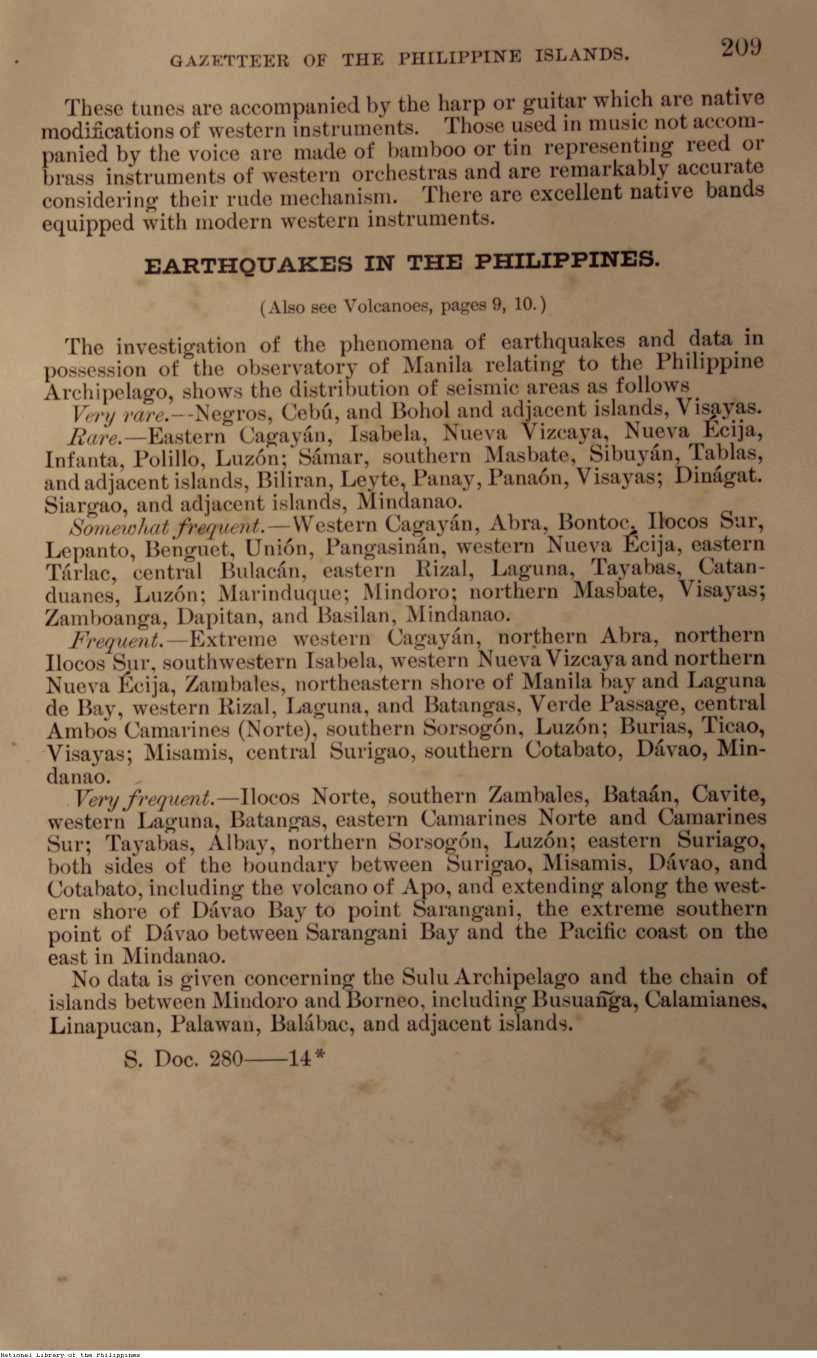 GAZETTEER OF THE PHILIPPINE ISLANDS. 209
These tunes are accompanied by the harp or guitar which are native
modifications of western instruments. Those used in music not accom-
panied by the voice are made of bamboo or tin representing reed or
brass instruments of western orchestras and are remarkably accurate
considering their rude mechanism. There are excellent native bands
equipped with modern western instruments.
EARTHQUAKES IN THE PHILIPPINES.
(Also see Volcanoes, pages 9, 10.)
The investigation of the phenomena of earthquakes and data in
possession of the observatory of Manila relating to the Philippine
Archipelago, shows the distribution of seismic areas as follows
Very rare.--Negros, Cebú, and Bohol and adjacent islands, Visayas.
Rare.—Eastern Cagayán, Isabela, Nueva Vizcaya, Nueva Écija,
Infanta, Polillo, Luzón; Sámar, southern Masbate, Sibuyán, Tablas,
and adjacent islands, Biliran, Leyte, Panay, Panaón, Visayas; Dinágat.
Siargao, and adjacent islands, Mindanao.
Somewhat frequent.—Western Cagayán, Abra, Bontoc, Ilocos Sur,
Lepanto, Benguet, Unión, Pangasinán, western Nueva Écija, eastern
Tárlac, central Bulacán, eastern Rizal, Laguna, Tayabas, Catan-
duanes, Luzón; Marinduque; Mindoro; northern Masbate, Visayas;
Zamboanga, Dapitan, and Basilan, Mindanao.
Frequent.—Extreme western Cagayán, northern Abra, northern
Ilocos Sur, southwestern Isabela, western Nueva Vizcaya and northern
Nueva Écija, Zambales, northeastern shore of Manila bay and Laguna
de Bay, western Rizal, Laguna, and Batangas, Verde Passage, central
Ambos Camarines (Norte), southern Sorsogón, Luzón; Burías, Ticao,
Visayas; Misamis, central Surigao, southern Cotabato, Dávao, Min-
danao.
Very frequent.—Ilocos Norte, southern Zambales, Bataán, Cavite,
western Laguna, Batangas, eastern Camarines Norte and Camarines
Sur; Tayabas, Albay, northern Sorsogón, Luzón; eastern Suriago,
both sides of the boundary between Surigao, Misamis, Dávao, and
Cotabato, including the volcano of Apo, and extending along the west-
ern shore of Dávao Bay to point Sarangani, the extreme southern
point of Dávao between Sarangani Bay and the Pacific coast on the
east in Mindanao.
No data is given concerning the Sulu Archipelago and the chain of
islands between Mindoro and Borneo, including Busuan͠ga, Calamianes,
Linapucan, Palawan, Balábac, and adjacent islands.
S. Doc. 280——14*
National Library of the Philippines